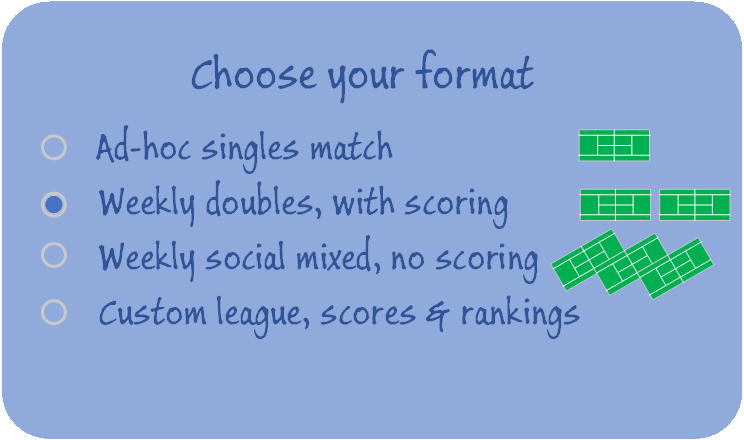 Choose your format
Ad-hoc singles match
Weekly doubles, with scoring
Weekly social mixed, no scoring
Custom league, scores & rankings